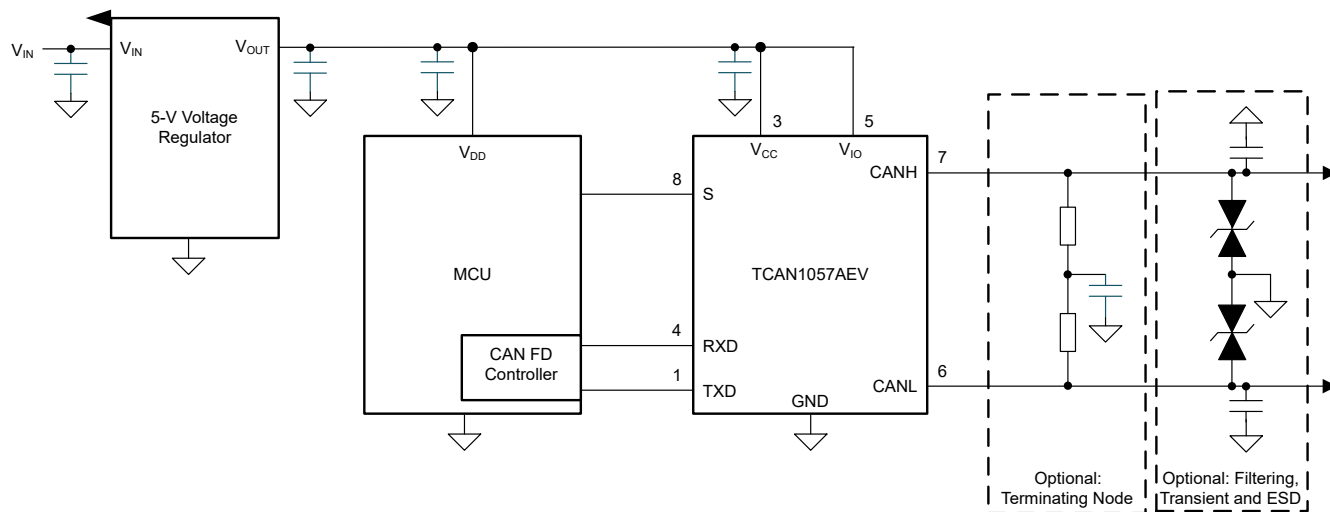 V_IN
V_IN
V_OUT
5-V Voltage
Regulator
3
5
V_DD
V_CC
V_IO
CANH
7
8
S
MCU
TCAN1057AEV
CAN FD
Controller
4
RXD
1
TXD
GND
CANL
6
Optional:
Terminating Node
Optional: Filtering,
Transient and ESD